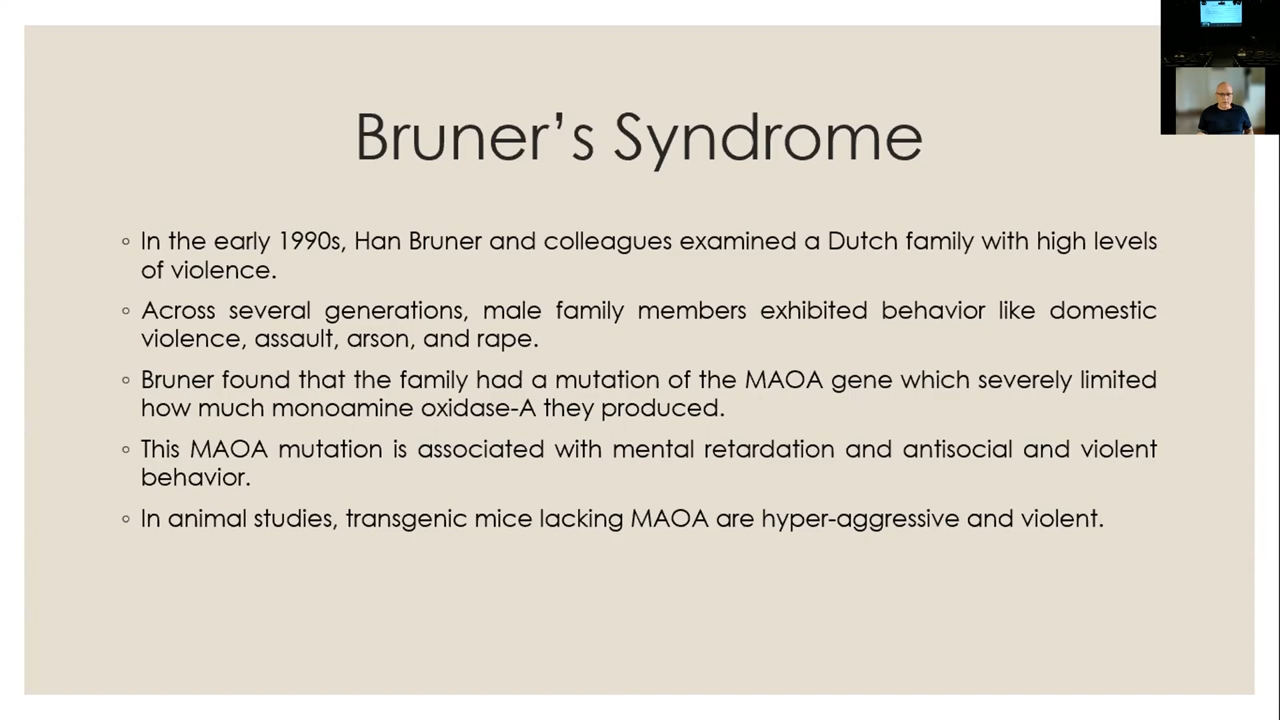 Bruner’s Syndrome
◦ In the early 1990s, Han Bruner and colleagues examined a Dutch family with high levels
of violence.
◦ Across several generations, male family members exhibited behavior like domestic
violence, assault, arson, and rape.
◦ Bruner found that the family had a mutation of the MAOA gene which severely limited
how much monoamine oxidase-A they produced.
◦ This MAOA mutation is associated with mental retardation and antisocial and violent
behavior.
◦ In animal studies, transgenic mice lacking MAOA are hyper-aggressive and violent.